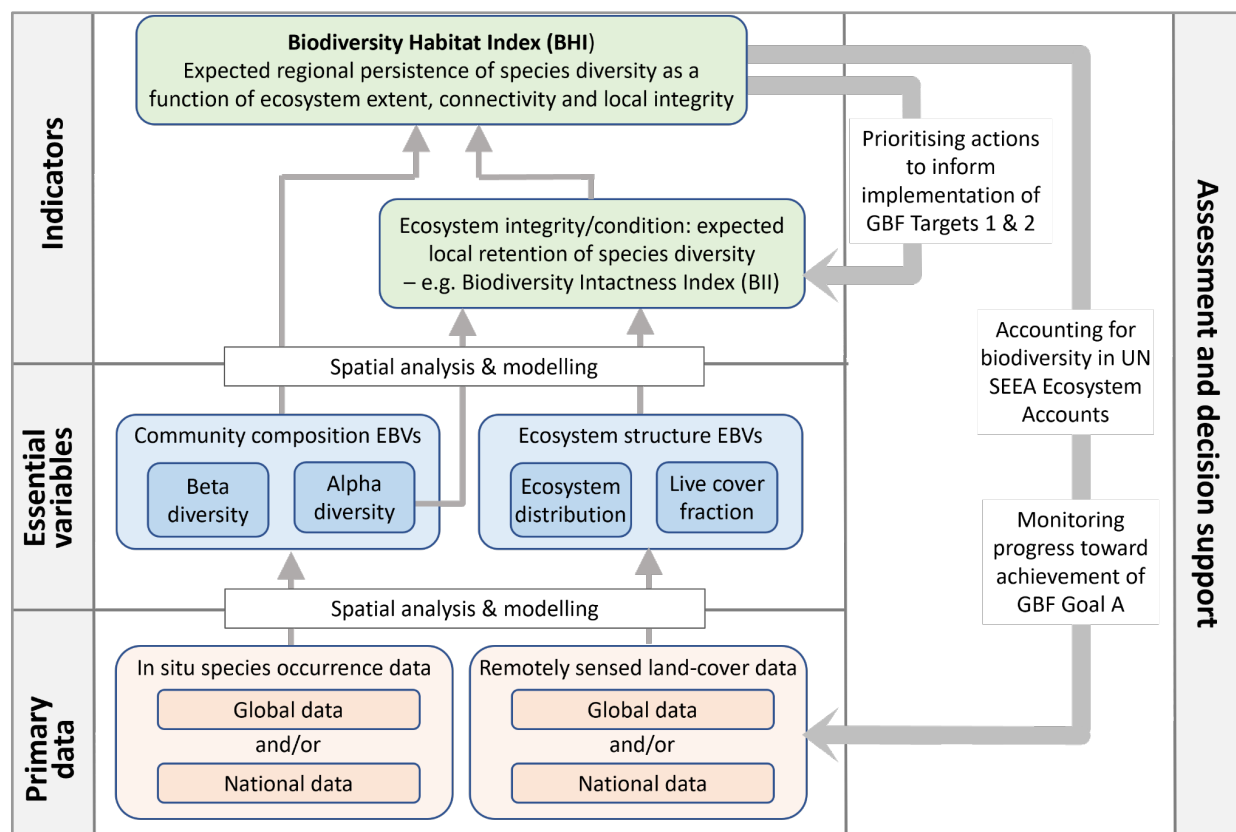 Indicators
Biodiversity Habitat Index (BHI)
Expected regional persistence of species diversity as a
function of ecosystem extent, connectivity and local integrity
Ecosystem integrity/condition: expected
local retention of species diversity
– e.g. Biodiversity Intactness Index (BII)
Prioritising actions
to inform
implementation of
GBF Targets 1 & 2
Spatial analysis & modelling
Essential
variables
Community composition EBVs
Beta
diversity
Alpha
diversity
Ecosystem structure EBVs
Ecosystem
distribution
Live cover
fraction
Accounting for
biodiversity in UN
SEEA Ecosystem
Accounts
Spatial analysis & modelling
Monitoring
progress toward
achievement of
GBF Goal A
Primary
data
In situ species occurrence data
Global data
and/or
National data
Remotely sensed land-cover data
Global data
and/or
National data
Assessment and decision support